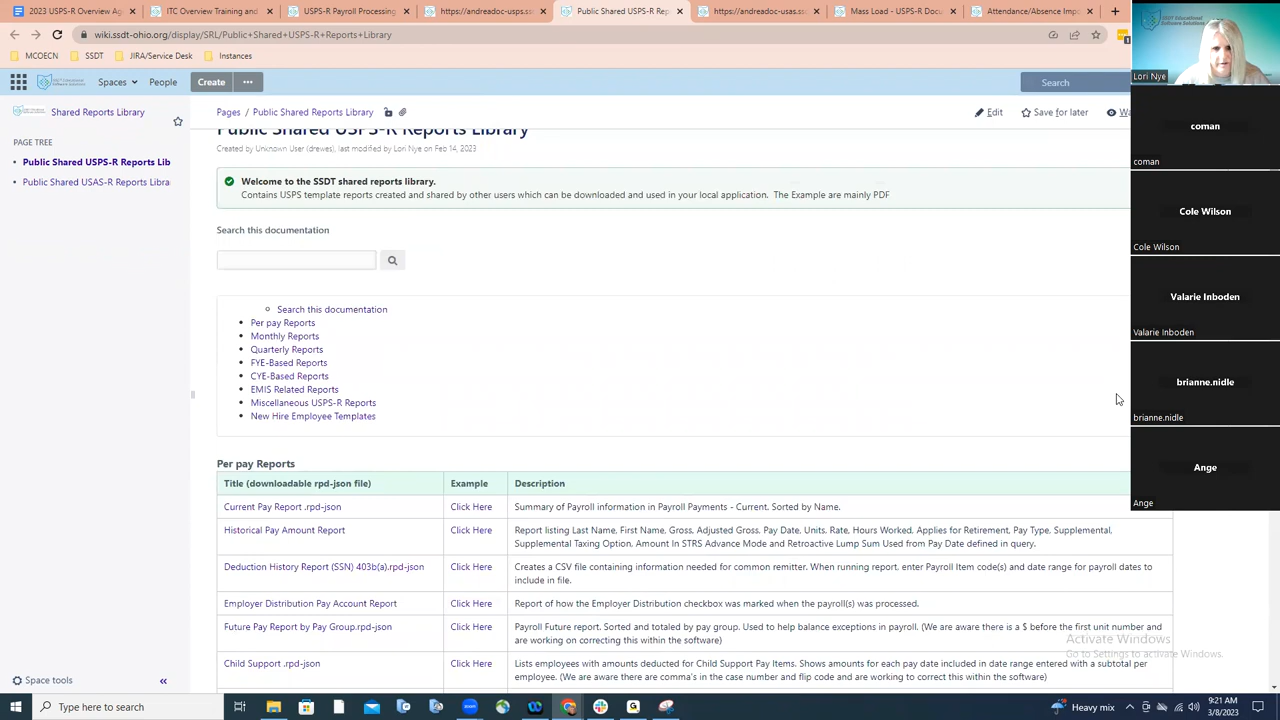 2023 USPS-R Overview Ag
ITC Overview Training and
USPS-R Payroll Processing
https://andreadoc-usas.ss
Public Shared USPS-R Rep
https://andreadoc-usas.ss
Mass Load - USPS-R Docu
Attendance/Absence Imp
wiki.ssdt-ohio.org/display/SRL/Public+Shared+USPS-R+Reports+Library
MCOECN
SSDT
JIRA/Service Desk
Instances
Spaces
People
Create
Search
Shared Reports Library
Pages / Public Shared Reports Library
Edit
Save for later
Wa
PAGE TREE
Public Shared USPS-R Reports Lib
Public Shared USAS-R Reports Libra
Public Shared USPS-R Reports Library
Created by Unknown User (drewes), last modified by Lori Nye on Feb 14, 2023
Welcome to the SSDT shared reports library.
Contains USPS template reports created and shared by other users which can be downloaded and used in your local application. The Example are mainly PDF
Search this documentation
Search this documentation
Per pay Reports
Monthly Reports
Quarterly Reports
FYE-Based Reports
CYE-Based Reports
EMIS Related Reports
Miscellaneous USPS-R Reports
New Hire Employee Templates
Per pay Reports
Title (downloadable rpd-json file) Example Description
Current Pay Report .rpd-json Click Here Summary of Payroll information in Payroll Payments - Current. Sorted by Name.
Historical Pay Amount Report Click Here Report listing Last Name, First Name, Gross, Adjusted Gross, Pay Date, Units, Rate, Hours Worked, Applies for Retirement, Pay Type, Supplemental,
Supplemental Taxing Option, Amount In STRS Advance Mode and Retroactive Lump Sum Used from Pay Date defined in query.
Deduction History Report (SSN) 403b(a).rpd-json Click Here Creates a CSV file containing information needed for common remitter. When running report, enter Payroll Item code(s) and date range for payroll dates to
include in file.
Employer Distribution Pay Account Report Click Here Report of how the Employer Distribution checkbox was marked when the payroll(s) was processed.
Future Pay Report by Pay Group.rpd-json Click Here Payroll Future report. Sorted and totaled by pay group. Used to help balance exceptions in payroll. (We are aware there is a $ before the first unit number and
are working on correcting this within the software)
Child Support .rpd-json Click Here Lists employees with amounts deducted for Child Support Pay Items. Shows amounts for each pay date included in date range entered with a subtotal per
employee. (We are aware there are comma's in the case number and flip code and are working to correct this within the software)
Space tools
Activate Windows
Go to Settings to activate Windows.
SSDT Educational
Software Solutions
Lori Nye
coman
coman
Cole Wilson
Cole Wilson
Valarie Inboden
Valarie Inboden
brianne.nidle
brianne.nidle
Ange
Ange
Type here to search
Heavy mix...
9:21 AM
3/8/2023